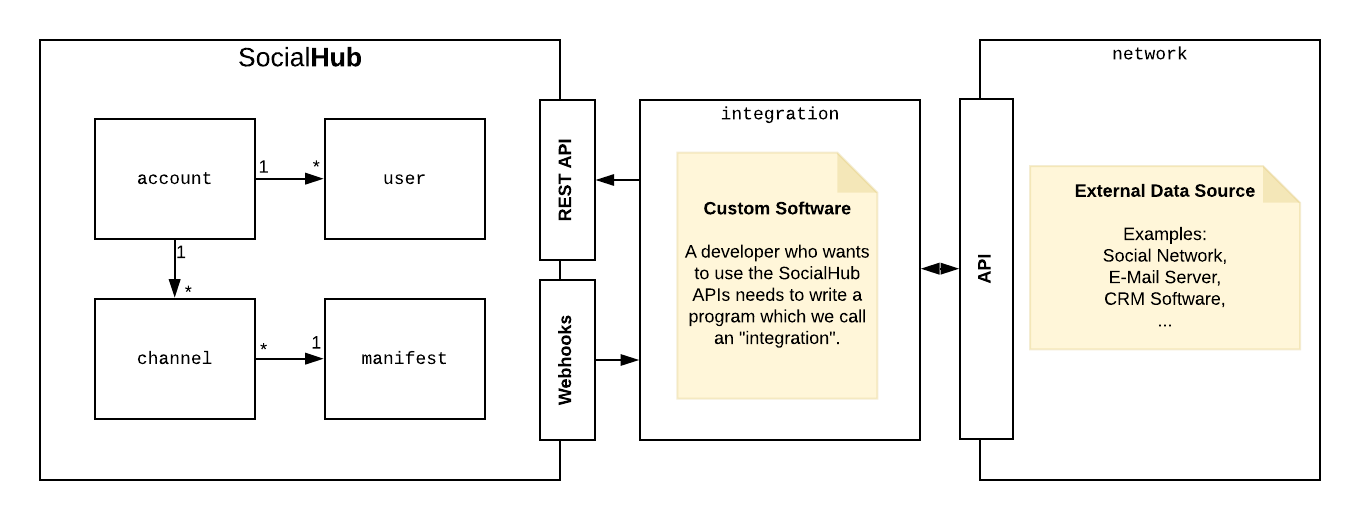 SocialHub
account
1
*
user
1
*
channel
*
1
manifest
REST API
Webhooks
integration
Custom Software
A developer who wants
to use the SocialHub
APIs needs to write a
program which we call
an "integration".
network
API
External Data Source
Examples:
Social Network,
E-Mail Server,
CRM Software,
...